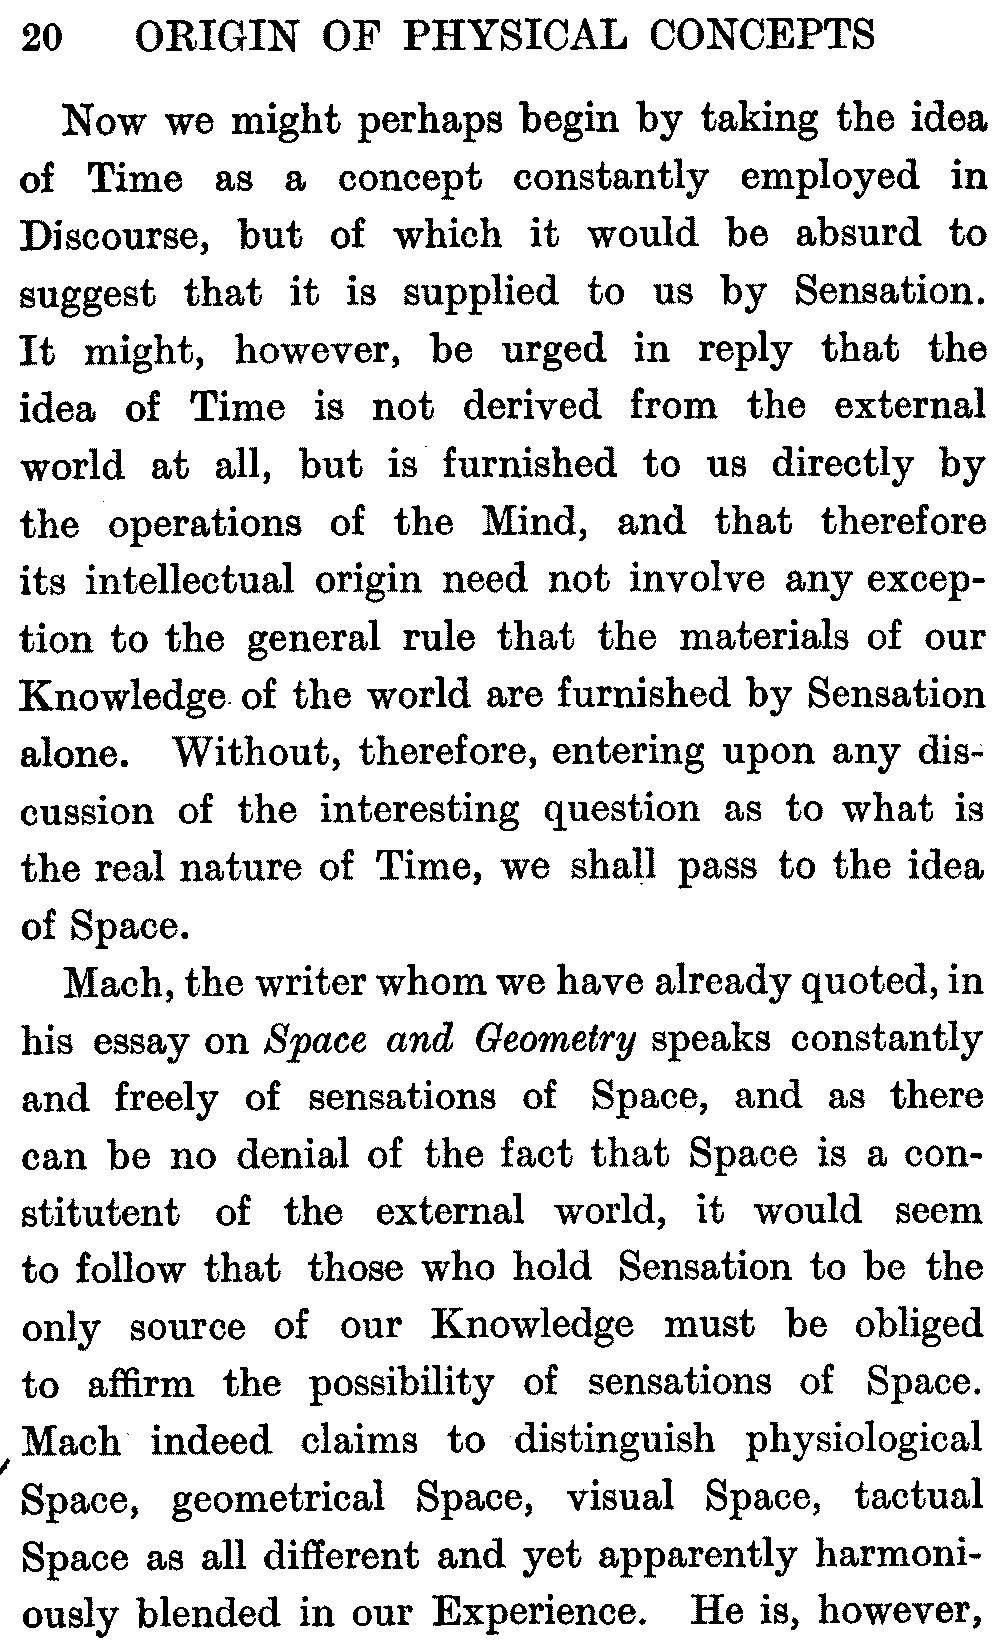 20 ORIGIN OF PHYSICAL CONCEPTS
Now we might perhaps begin by taking the idea
of Time as a concept constantly employed in
Discourse, but of which it would be absurd to
suggest that it is supplied to us by Sensation.
It might, however, be urged in reply that the
idea of Time is not derived from the external
world at all, but is furnished to us directly by
the operations of the Mind, and that therefore
its intellectual origin need not involve any excep-
tion to the general rule that the materials of our
Knowledge of the world are furnished by Sensation
alone. Without, therefore, entering upon any dis-
cussion of the interesting question as to what is
the real nature of Time, we shall pass to the idea
of Space.
Mach, the writer whom we have already quoted, in
his essay on Space and Geometry speaks constantly
and freely of sensations of Space, and as there
can be no denial of the fact that Space is a con-
stitutent of the external world, it would seem
to follow that those who hold Sensation to be the
only source of our Knowledge must be obliged
to affirm the possibility of sensations of Space.
Mach indeed claims to distinguish physiological
Space, geometrical Space, visual Space, tactual
Space as all different and yet apparently harmoni-
ously blended in our Experience. He is, however,